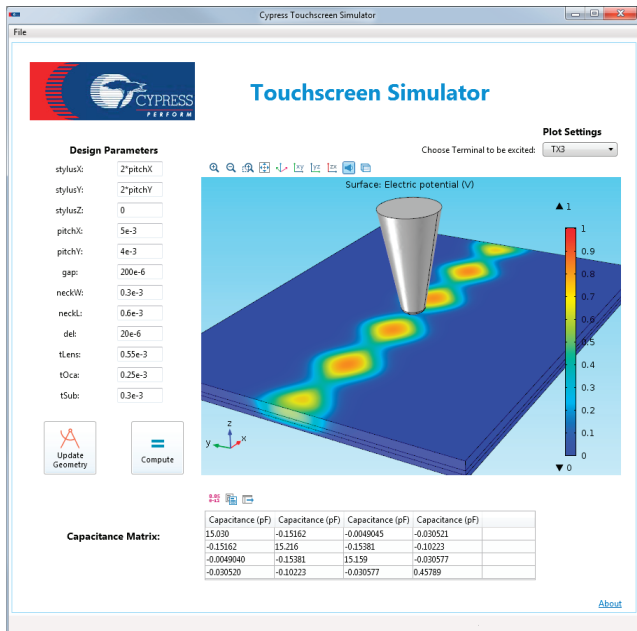 Cypress Touchscreen Simulator
File
CYPRESS
PERFORM
Touchscreen Simulator
Plot Settings
Choose Terminal to be excited: TX3
Design Parameters
stylusX: 2*pitchX
stylusY: 2*pitchY
stylusZ: 0
pitchX: 5e-3
pitchY: 4e-3
gap: 200e-6
neckW: 0.3e-3
neckL: 0.6e-3
del: 20e-6
tLens: 0.55e-3
tOca: 0.25e-3
tSub: 0.3e-3
Update
Geometry
Compute
xy yz zx
Surface: Electric potential (V)
▲ 1
1
0.9
0.8
0.7
0.6
0.5
0.4
0.3
0.2
0.1
0
▼ 0
z
y x
Capacitance Matrix:
Capacitance (pF) Capacitance (pF) Capacitance (pF) Capacitance (pF)
15.030 -0.15162 -0.0049045 -0.030521
-0.15162 15.216 -0.15381 -0.10223
-0.0049040 -0.15381 15.159 -0.030577
-0.030520 -0.10223 -0.030577 0.45789
About